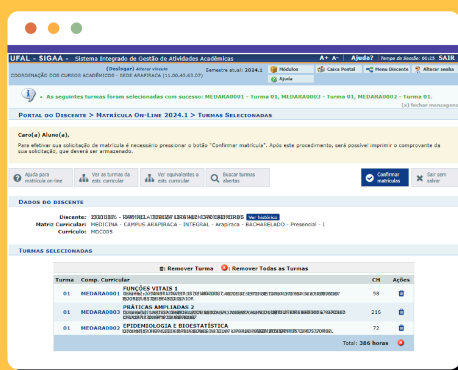 UFAL - SIGAA - Sistema Integrado de Gestão de Atividades Acadêmicas A+ A- | Ajuda? | Tempo de Sessão: 00:25 SAIR
(Deslogar) Alterar vínculo Semestre atual: 2024.1 Módulos Caixa Postal Menu Discente Alterar senha
COORDENAÇÃO DOS CURSOS ACADÊMICOS - SEDE ARAPIRACA (11.00.43.63.07) Ajuda
• As seguintes turmas foram selecionadas com sucesso: MEDARA0001 - Turma 01, MEDARA0003 - Turma 01, MEDARA0002 - Turma 01.
(x) fechar mensagens
PORTAL DO DISCENTE > MATRÍCULA ON-LINE 2024.1 > TURMAS SELECIONADAS
Caro(a) Aluno(a),
Para efetivar sua solicitação de matrícula é necessário pressionar o botão "Confirmar matrícula". Após este procedimento, será possível imprimir o comprovante da
sua solicitação, que deverá ser armazenado.
Ajuda para matrícula on-line
Ver as turmas da estr. curricular
Ver equivalentes a estr. curricular
Buscar turmas abertas
Confirmar matrículas
Sair sem salvar
DADOS DO DISCENTE
Discente: Ver histórico
Matriz Curricular: MEDICINA - CAMPUS ARAPIRACA - INTEGRAL - Arapiraca - BACHARELADO - Presencial - I
Currículo: MDC005
TURMAS SELECIONADAS
: Remover Turma : Remover Todas as Turmas
Turma Comp. Curricular CH Ações
01 MEDARA0001 FUNÇÕES VITAIS 1 98
01 MEDARA0003 PRÁTICAS AMPLIADAS 216
01 MEDARA0002 EPIDEMIOLOGIA E BIOESTATÍSTICA 72
Total: 386 horas